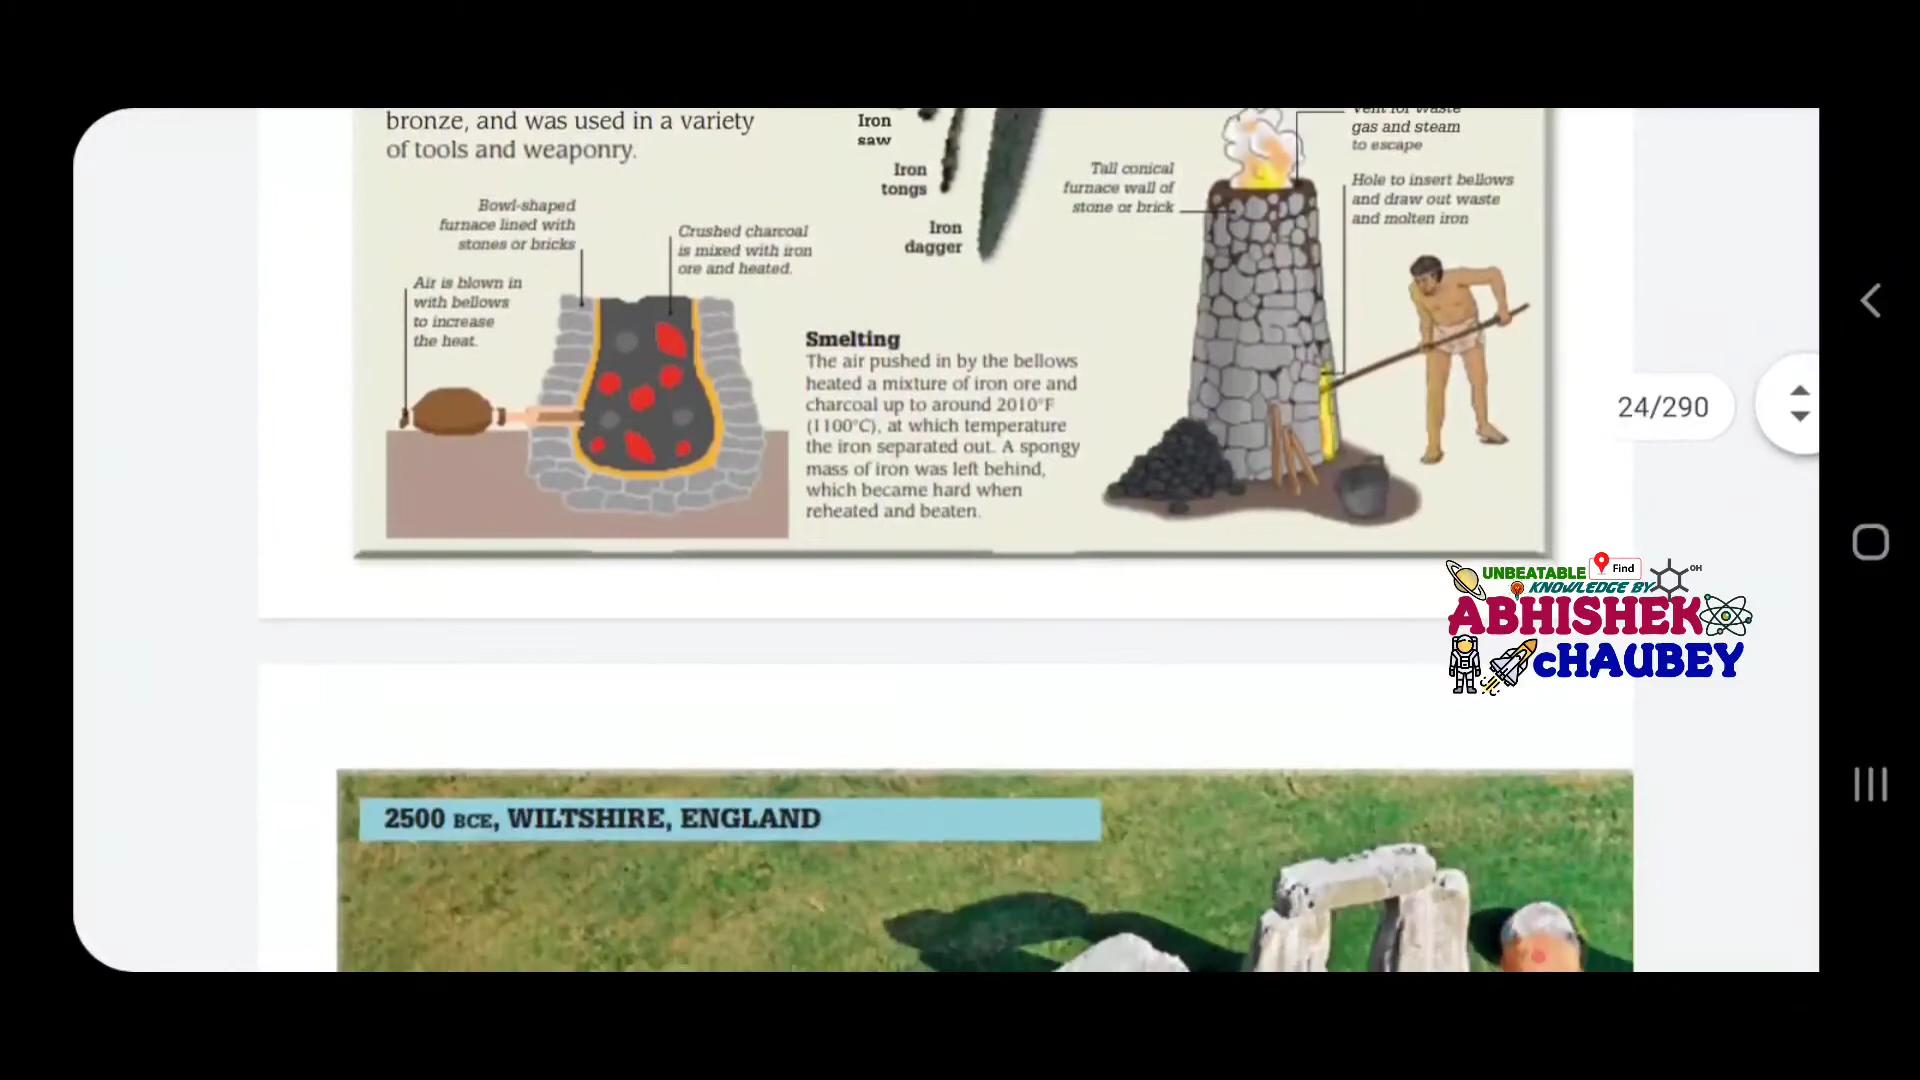 bronze, and was used in a variety
of tools and weaponry.
Iron
saw
Iron
tongs
Iron
dagger
Bowl-shaped
furnace lined with
stones or bricks
Crushed charcoal
is mixed with iron
ore and heated.
Air is blown in
with bellows
to increase
the heat.
Smelting
The air pushed in by the bellows
heated a mixture of iron ore and
charcoal up to around 2010°F
(1100°C), at which temperature
the iron separated out. A spongy
mass of iron was left behind,
which became hard when
reheated and beaten.
Tall conical
furnace wall of
stone or brick
Vent for waste
gas and steam
to escape
Hole to insert bellows
and draw out waste
and molten iron
24/290
UNBEATABLE
Find
OH
KNOWLEDGE BY
ABHISHEK
cHAUBEY
2500 BCE, WILTSHIRE, ENGLAND